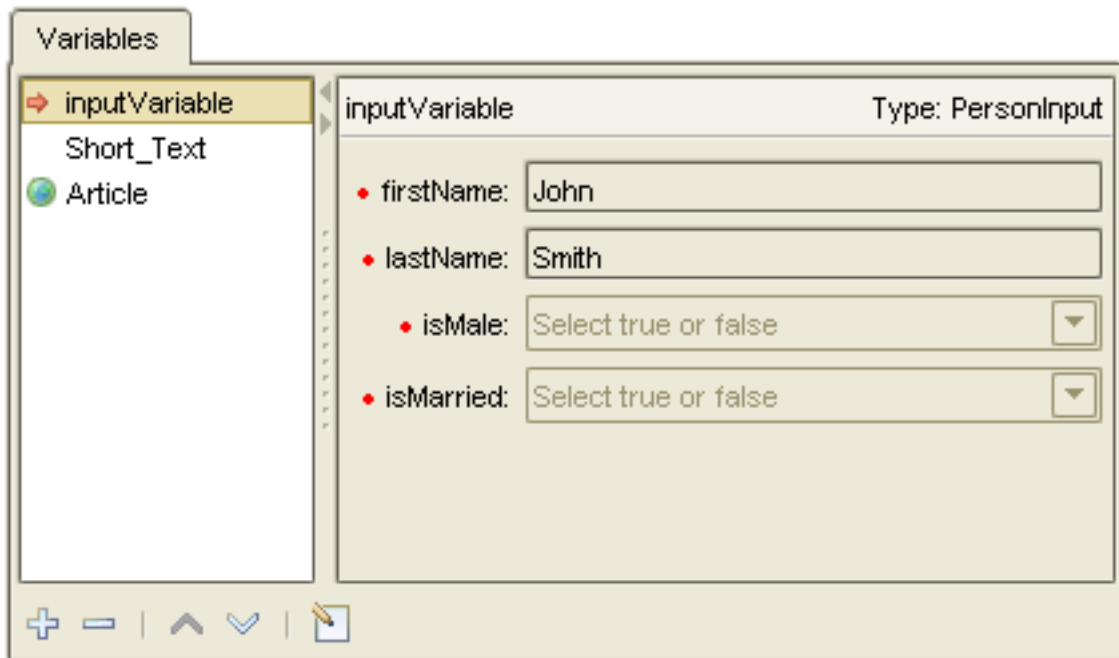 Variables
inputVariable
Short_Text
Article
inputVariable Type: PersonInput
firstName: John
lastName: Smith
isMale: Select true or false
isMarried: Select true or false